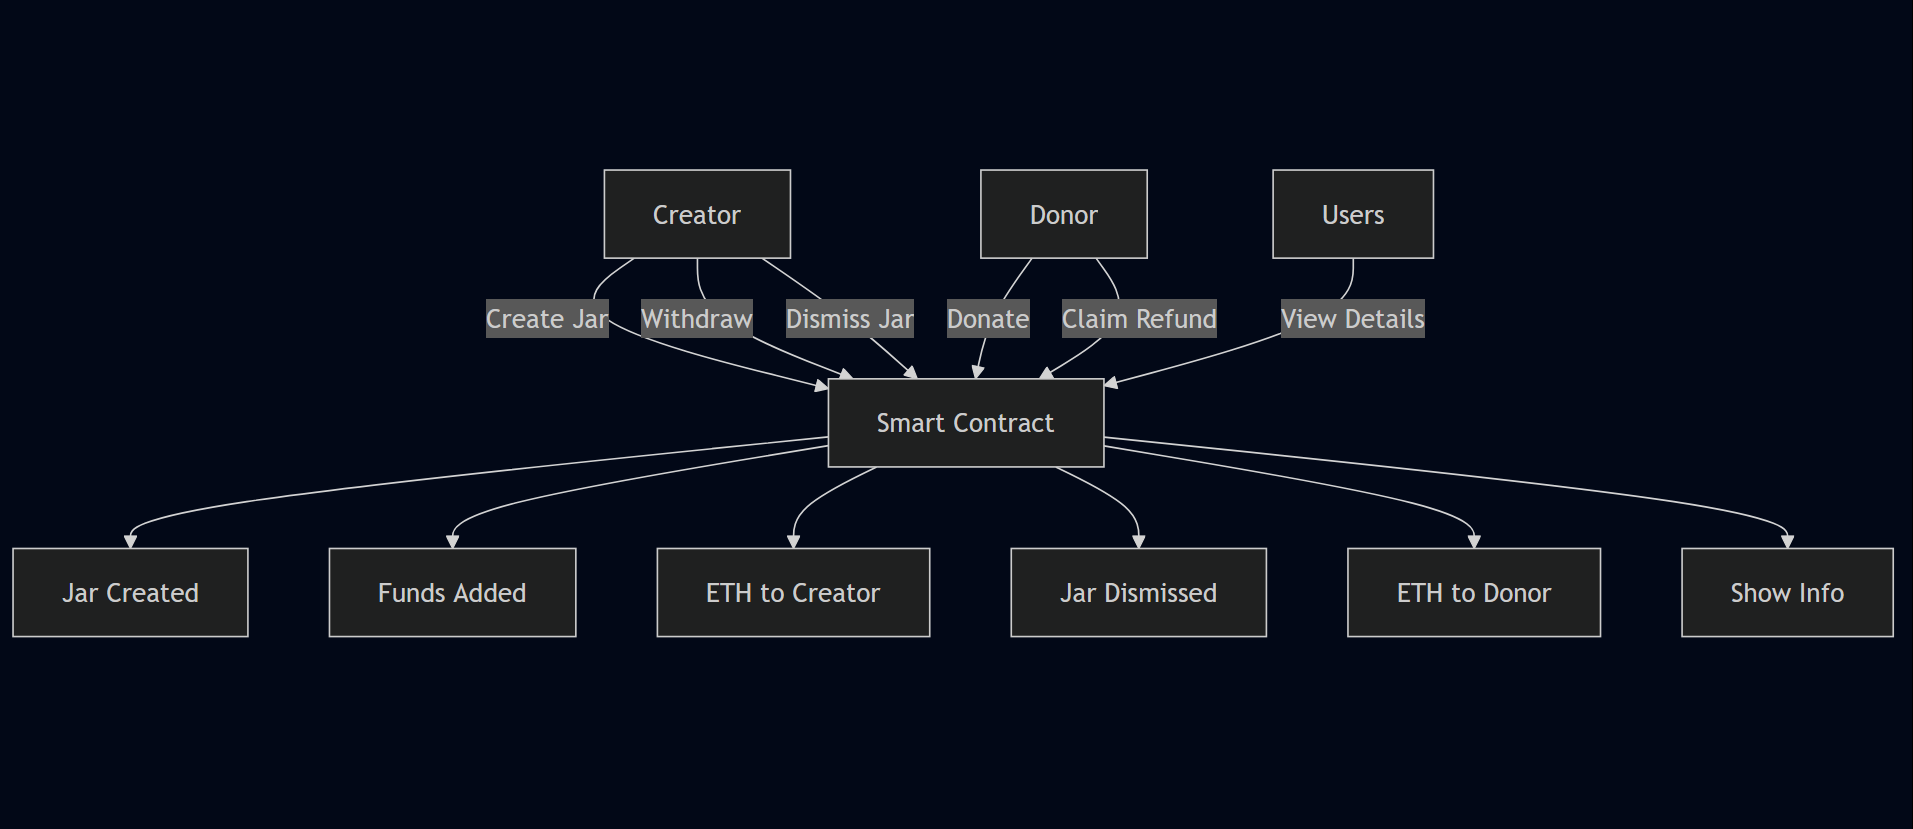 Creator
Donor
Users
Create Jar
Withdraw
Dismiss Jar
Donate
Claim Refund
View Details
Smart Contract
Jar Created
Funds Added
ETH to Creator
Jar Dismissed
ETH to Donor
Show Info